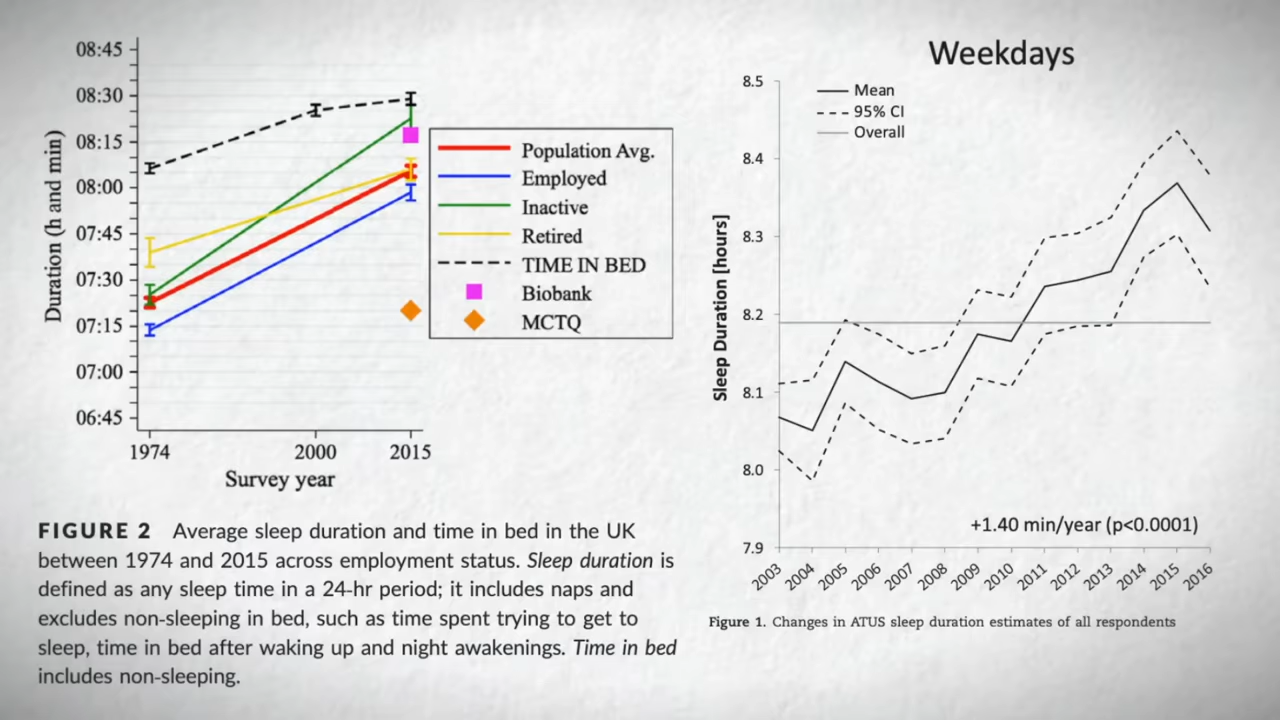 08:45
08:30
08:15
08:00
07:45
07:30
07:15
07:00
06:45
Duration (h and min)
1974
2000
2015
Survey year
Population Avg.
Employed
Inactive
Retired
TIME IN BED
Biobank
MCTQ
FIGURE 2 Average sleep duration and time in bed in the UK
between 1974 and 2015 across employment status. Sleep duration is
defined as any sleep time in a 24-hr period; it includes naps and
excludes non-sleeping in bed, such as time spent trying to get to
sleep, time in bed after waking up and night awakenings. Time in bed
includes non-sleeping.
Weekdays
8.5
8.4
8.3
8.2
8.1
8.0
7.9
Sleep Duration [hours]
Mean
95% CI
Overall
+1.40 min/year (p<0.0001)
2003
2004
2005
2006
2007
2008
2009
2010
2011
2012
2013
2014
2015
2016
Figure 1. Changes in ATUS sleep duration estimates of all respondents